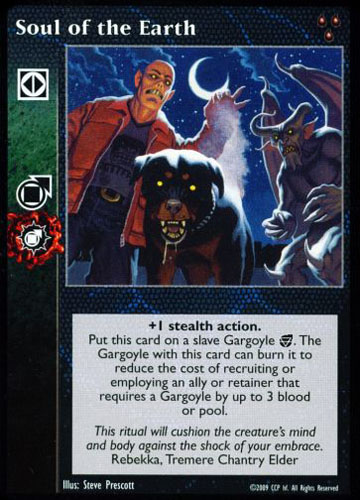 Soul of the Earth
+1 stealth action.
Put this card on a slave Gargoyle. The
Gargoyle with this card can burn it to
reduce the cost of recruiting or
employing an ally or retainer that
requires a Gargoyle by up to 3 blood
or pool.
This ritual will cushion the creature's mind
and body against the shock of your embrace.
Rebekka, Tremere Chantry Elder
Illus: Steve Prescott
©2009 CCP hf. All Rights Reserved